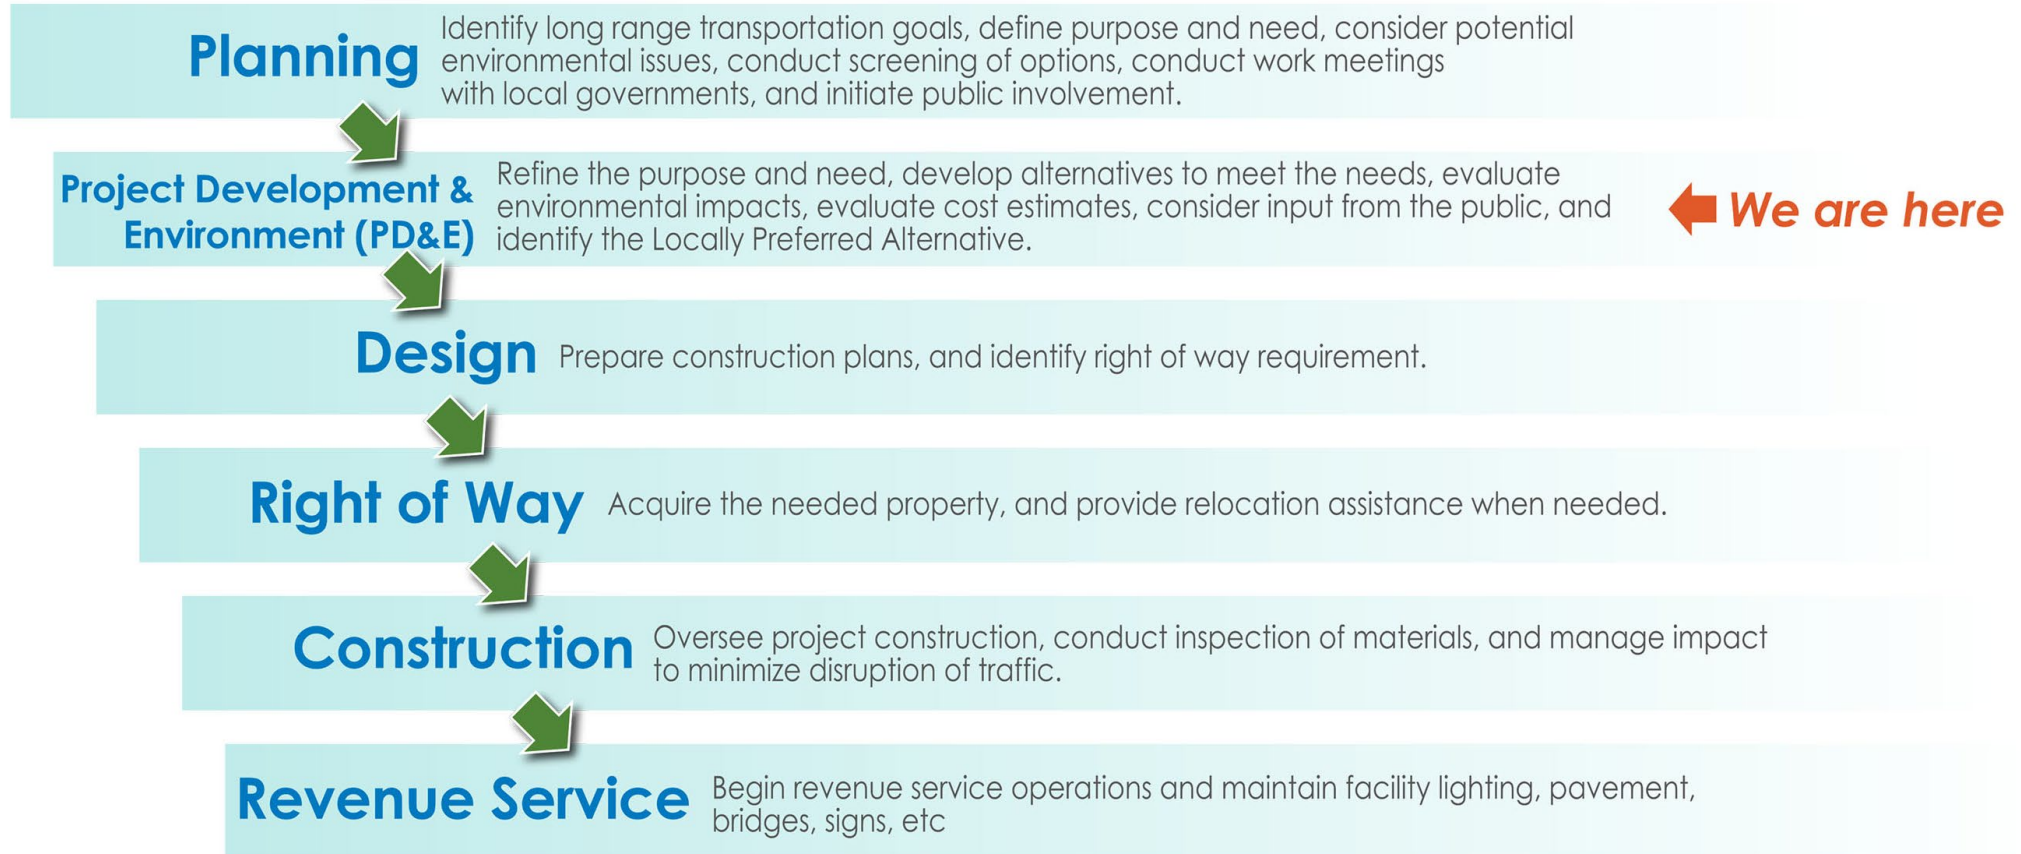 Planning
Identify long range transportation goals, define purpose and need, consider potential
environmental issues, conduct screening of options, conduct work meetings
with local governments, and initiate public involvement.
Project Development &
Environment (PD&E)
Refine the purpose and need, develop alternatives to meet the needs, evaluate
environmental impacts, evaluate cost estimates, consider input from the public, and
identify the Locally Preferred Alternative.
We are here
Design
Prepare construction plans, and identify right of way requirement.
Right of Way
Acquire the needed property, and provide relocation assistance when needed.
Construction
Oversee project construction, conduct inspection of materials, and manage impact
to minimize disruption of traffic.
Revenue Service
Begin revenue service operations and maintain facility lighting, pavement,
bridges, signs, etc